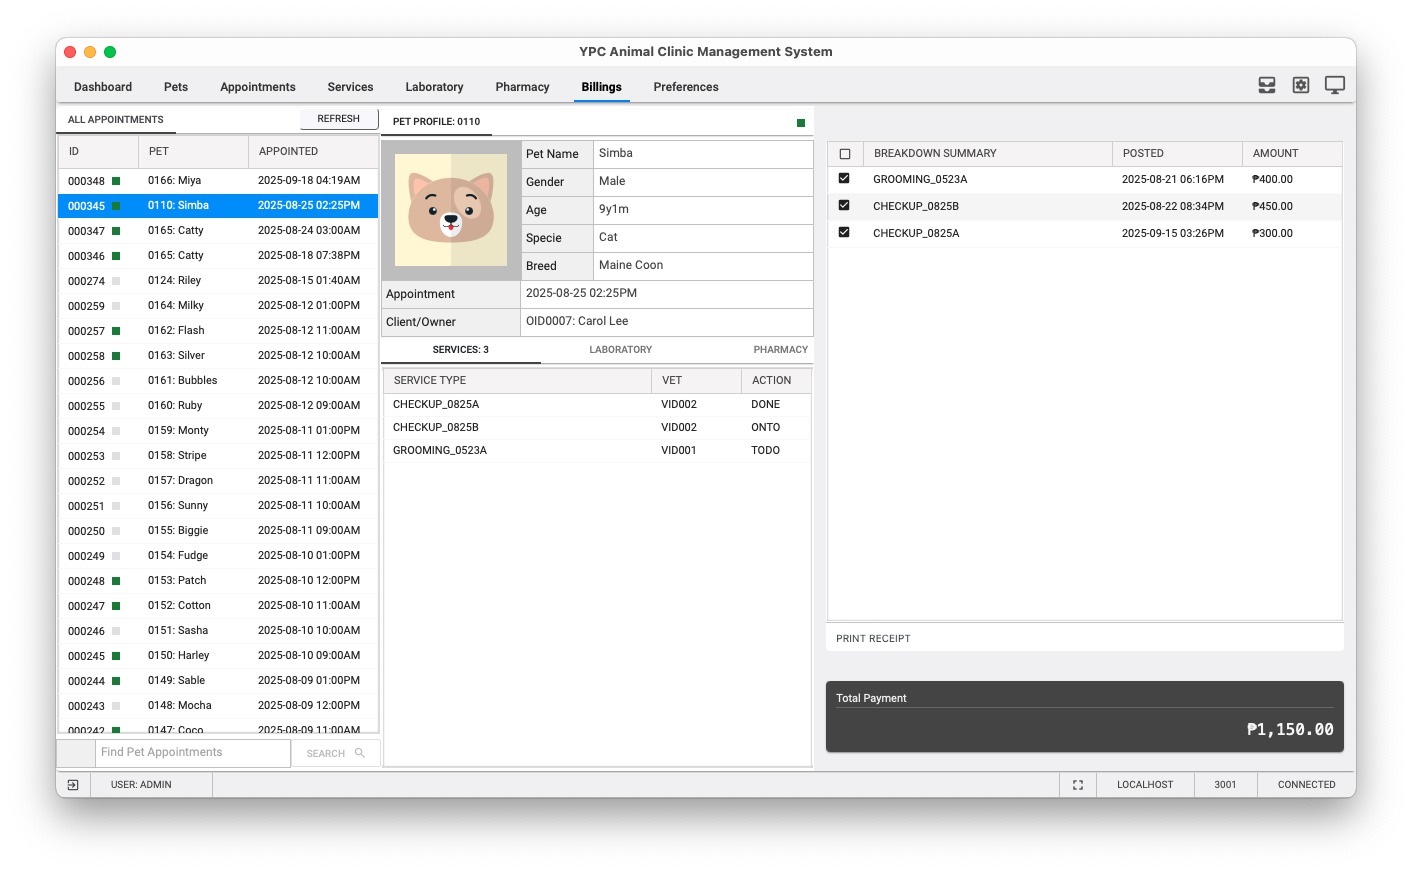 YPC Animal Clinic Management System
Dashboard Pets Appointments Services Laboratory Pharmacy Billings Preferences
ALL APPOINTMENTS REFRESH
ID PET APPOINTED
000348 0166: Miya 2025-09-18 04:19AM
000345 0110: Simba 2025-08-25 02:25PM
000347 0165: Catty 2025-08-24 03:00AM
000346 0165: Catty 2025-08-18 07:38PM
000274 0124: Riley 2025-08-15 01:40AM
000259 0164: Milky 2025-08-12 01:00PM
000257 0162: Flash 2025-08-12 11:00AM
000258 0163: Silver 2025-08-12 10:00AM
000256 0161: Bubbles 2025-08-12 10:00AM
000255 0160: Ruby 2025-08-12 09:00AM
000254 0159: Monty 2025-08-11 01:00PM
000253 0158: Stripe 2025-08-11 12:00PM
000252 0157: Dragon 2025-08-11 11:00AM
000251 0156: Sunny 2025-08-11 10:00AM
000250 0155: Biggie 2025-08-11 09:00AM
000249 0154: Fudge 2025-08-10 01:00PM
000248 0153: Patch 2025-08-10 12:00PM
000247 0152: Cotton 2025-08-10 11:00AM
000246 0151: Sasha 2025-08-10 10:00AM
000245 0150: Harley 2025-08-10 09:00AM
000244 0149: Sable 2025-08-09 01:00PM
000243 0148: Mocha 2025-08-09 12:00PM
000242 0147: Coco 2025-08-09 11:00AM
Find Pet Appointments SEARCH
PET PROFILE: 0110
Pet Name Simba
Gender Male
Age 9y1m
Specie Cat
Breed Maine Coon
Appointment 2025-08-25 02:25PM
Client/Owner OID0007: Carol Lee
SERVICES: 3 LABORATORY PHARMACY
SERVICE TYPE VET ACTION
CHECKUP_0825A VID002 DONE
CHECKUP_0825B VID002 ONTO
GROOMING_0523A VID001 TODO
BREAKDOWN SUMMARY POSTED AMOUNT
GROOMING_0523A 2025-08-21 06:16PM ₱400.00
CHECKUP_0825B 2025-08-22 08:34PM ₱450.00
CHECKUP_0825A 2025-09-15 03:26PM ₱300.00
PRINT RECEIPT
Total Payment
₱1,150.00
USER: ADMIN LOCALHOST 3001 CONNECTED